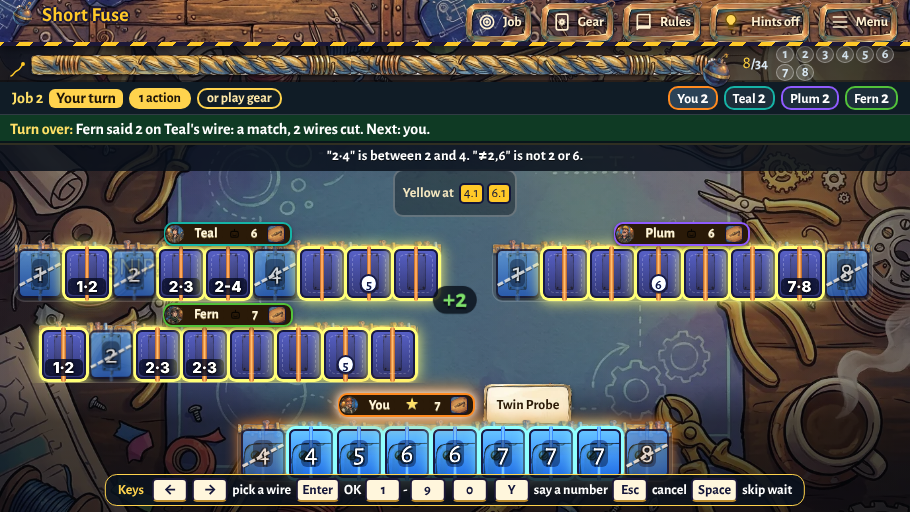 Short Fuse
Job
Gear
Rules
Hints off
Menu
8/34
1 2 3 4 5 6
7 8
Job 2 Your turn 1 action or play gear
You 2 Teal 2 Plum 2 Fern 2
Turn over: Fern said 2 on Teal's wire: a match, 2 wires cut. Next: you.
"2·4" is between 2 and 4. "≠2,6" is not 2 or 6.
Yellow at 4.1 6.1
Teal 6
1 1·2 2 2·3 2·4 4 5
Plum 6
1 6 7·8 8
+2
Fern 7
1·2 2 2·3 2·3 5
You ★ 7
Twin Probe
4 4 5 6 6 7 7 7 8
Keys ← → pick a wire Enter OK 1 - 9 0 Y say a number Esc cancel Space skip wait